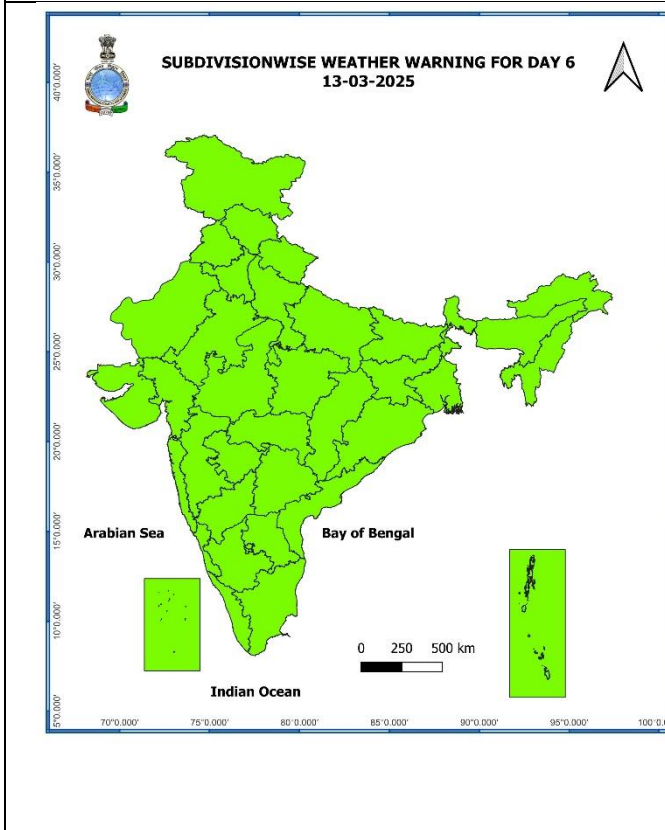 SUBDIVISIONWISE WEATHER WARNING FOR DAY 6
13-03-2025
40°0.000'
35°0.000'
30°0.000'
25°0.000'
20°0.000'
15°0.000'
10°0.000'
5°0.000'
Arabian Sea
Bay of Bengal
0 250 500 km
Indian Ocean
70°0.000' 75°0.000' 80°0.000' 85°0.000' 90°0.000' 95°0.000' 100°0.0